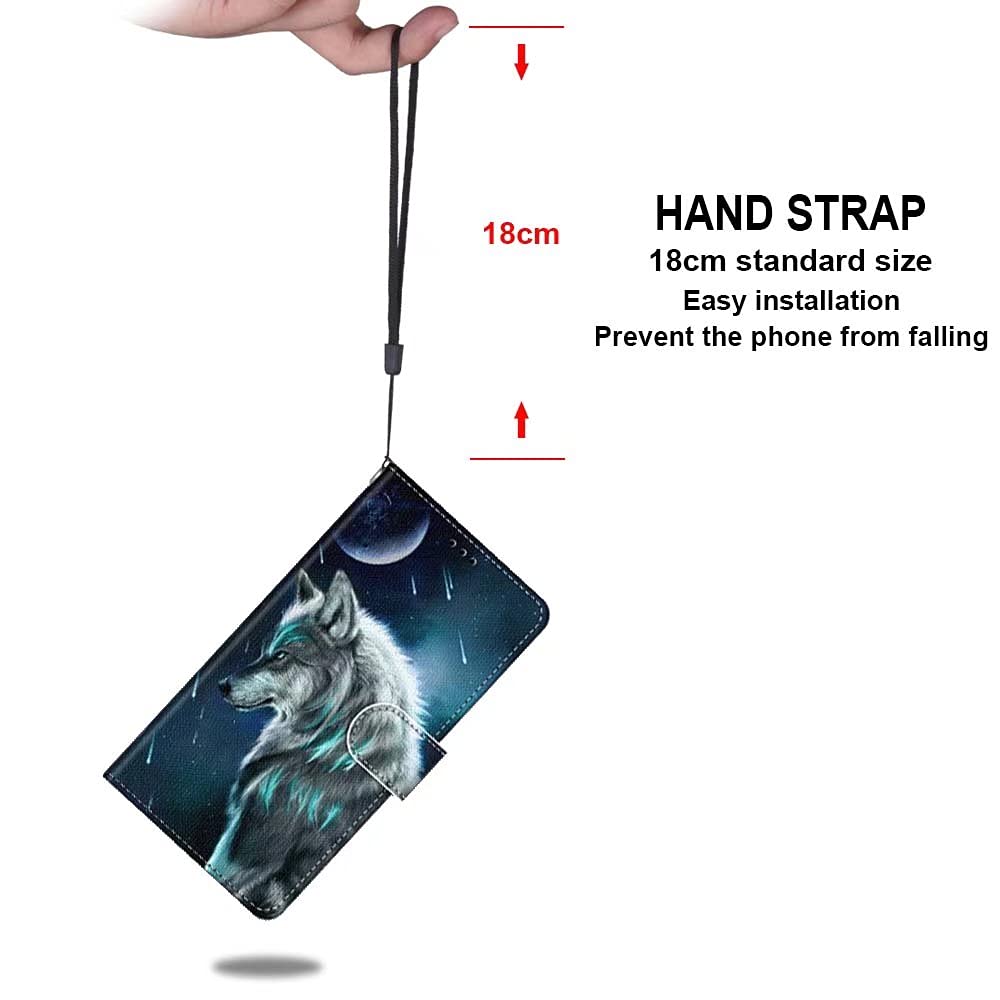 18cm
HAND STRAP
18cm standard size
Easy installation
Prevent the phone from falling